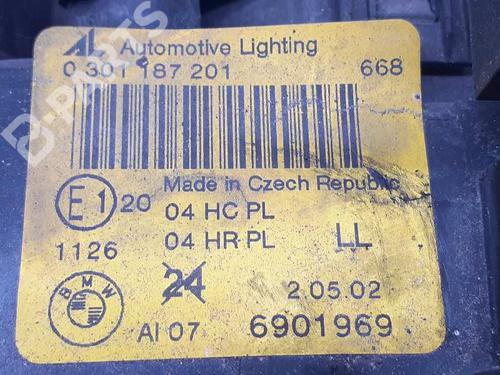 AL Automotive Lighting
0 301 187 201 668
Made in Czech Republic
E1 20 04 HC PL
1126 04 HR PL LL
BMW 24 2.05.02
AI 07 6901969
B-PARTS